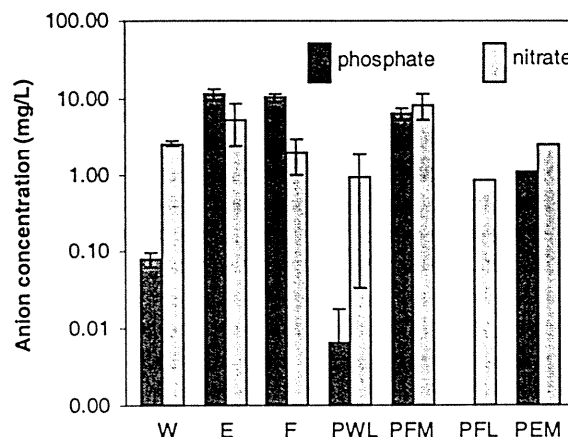 100.00
phosphate
nitrate
10.00
1.00
0.10
0.01
0.00
Anion concentration (mg/L)
W E F PWL PFM PFL PEM